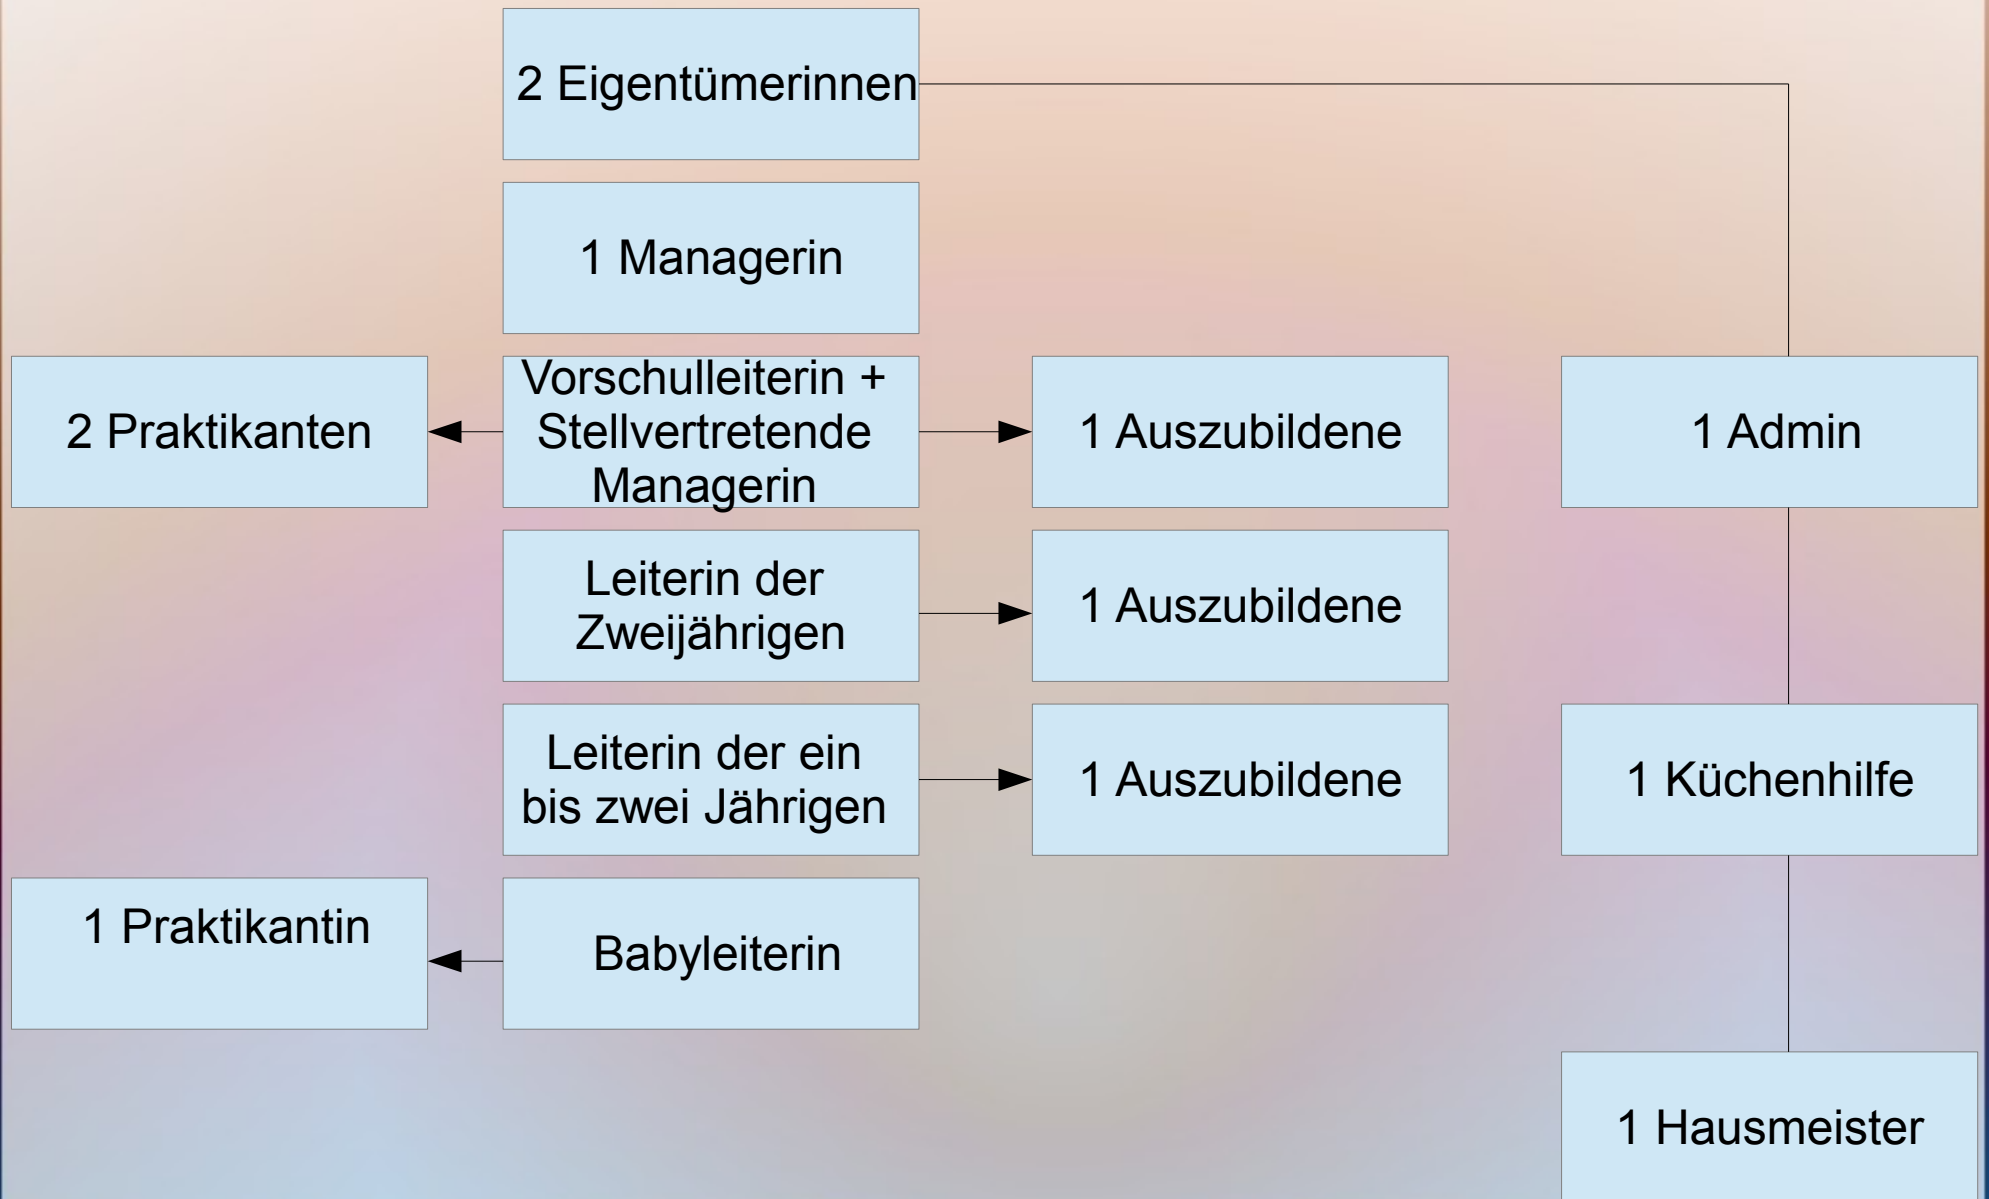 2 Eigentümerinnen
1 Managerin
2 Praktikanten
Vorschulleiterin +
Stellvertretende
Managerin
1 Auszubildene
1 Admin
Leiterin der
Zweijährigen
1 Auszubildene
Leiterin der ein
bis zwei Jährigen
1 Auszubildene
1 Küchenhilfe
1 Praktikantin
Babyleiterin
1 Hausmeister